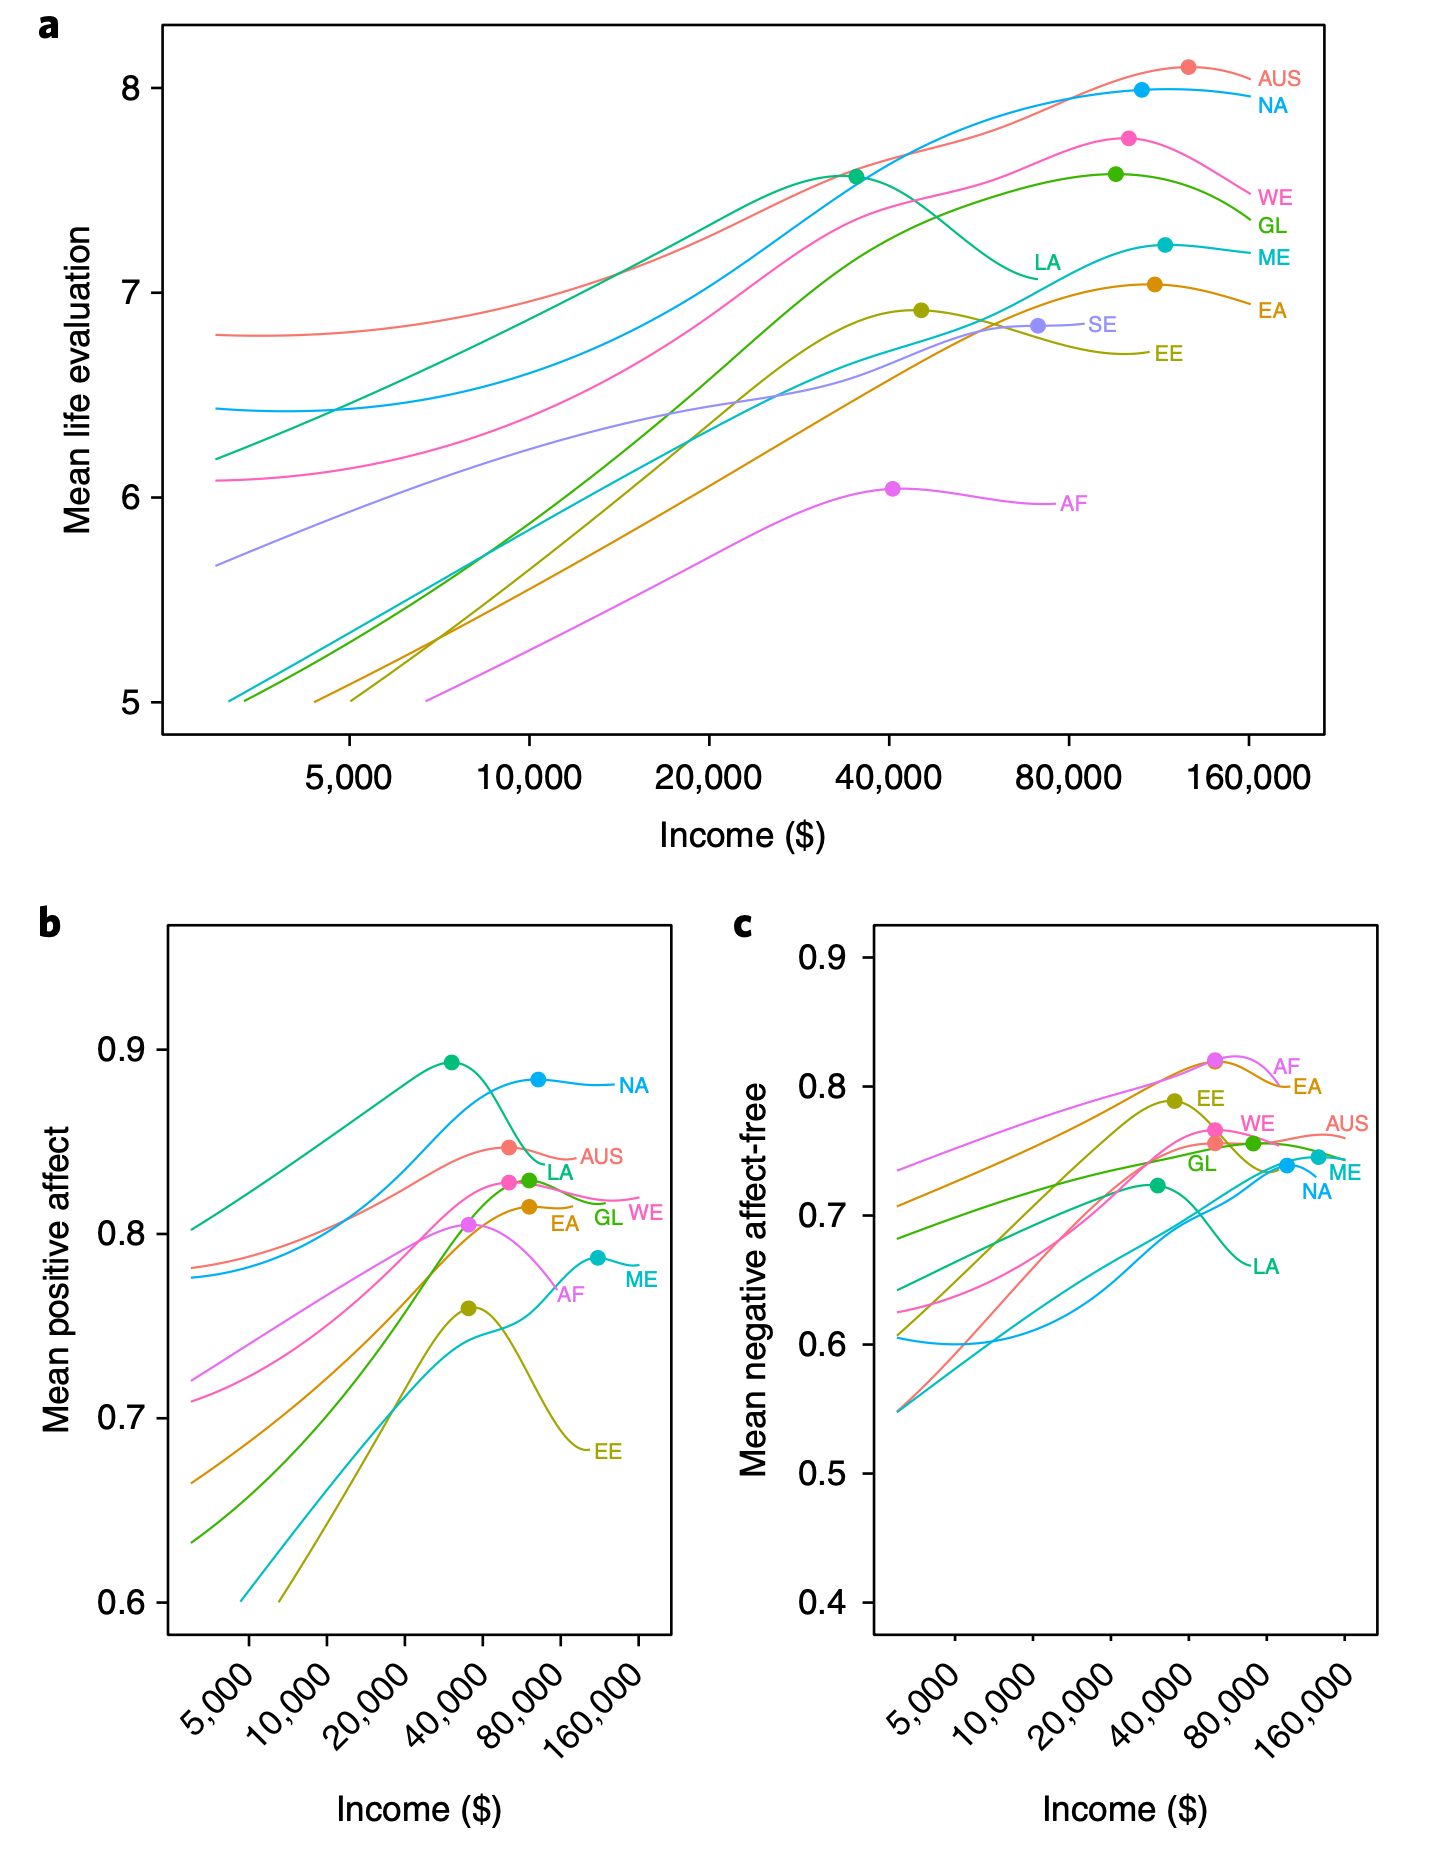 a
8
7
6
5
Mean life evaluation
AUS
NA
WE
GL
ME
EA
LA
SE
EE
AF
5,000 10,000 20,000 40,000 80,000 160,000
Income ($)
b
0.9
0.8
0.7
0.6
Mean positive affect
NA
AUS
LA
WE
GL
EA
ME
AF
EE
5,000 10,000 20,000 40,000 80,000 160,000
Income ($)
c
0.9
0.8
0.7
0.6
0.5
0.4
Mean negative affect-free
AF
EA
EE
WE
AUS
GL
ME
NA
LA
5,000 10,000 20,000 40,000 80,000 160,000
Income ($)